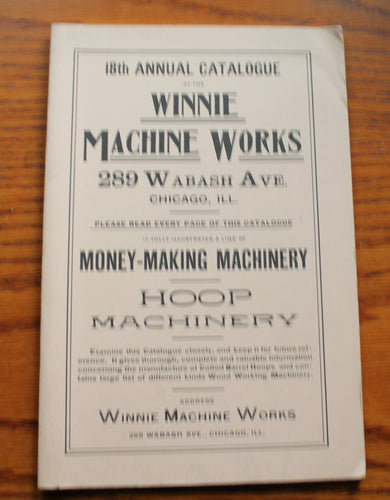 18th ANNUAL CATALOGUE
OF THE
WINNIE
MACHINE WORKS
289 WABASH AVE.
CHICAGO, ILL.
PLEASE READ EVERY PAGE OF THIS CATALOGUE
IT FULLY ILLUSTRATES A LINE OF
MONEY-MAKING MACHINERY
HOOP
MACHINERY
Examine this Catalogue closely, and keep it for future ref-
erence. It gives thorough, complete and valuable information
concerning the manufacture of Coiled Barrel Hoops and con-
tains large list of different kinds Wood Working Machinery.
ADDRESS
WINNIE MACHINE WORKS
289 WABASH AVE., CHICAGO, ILL.